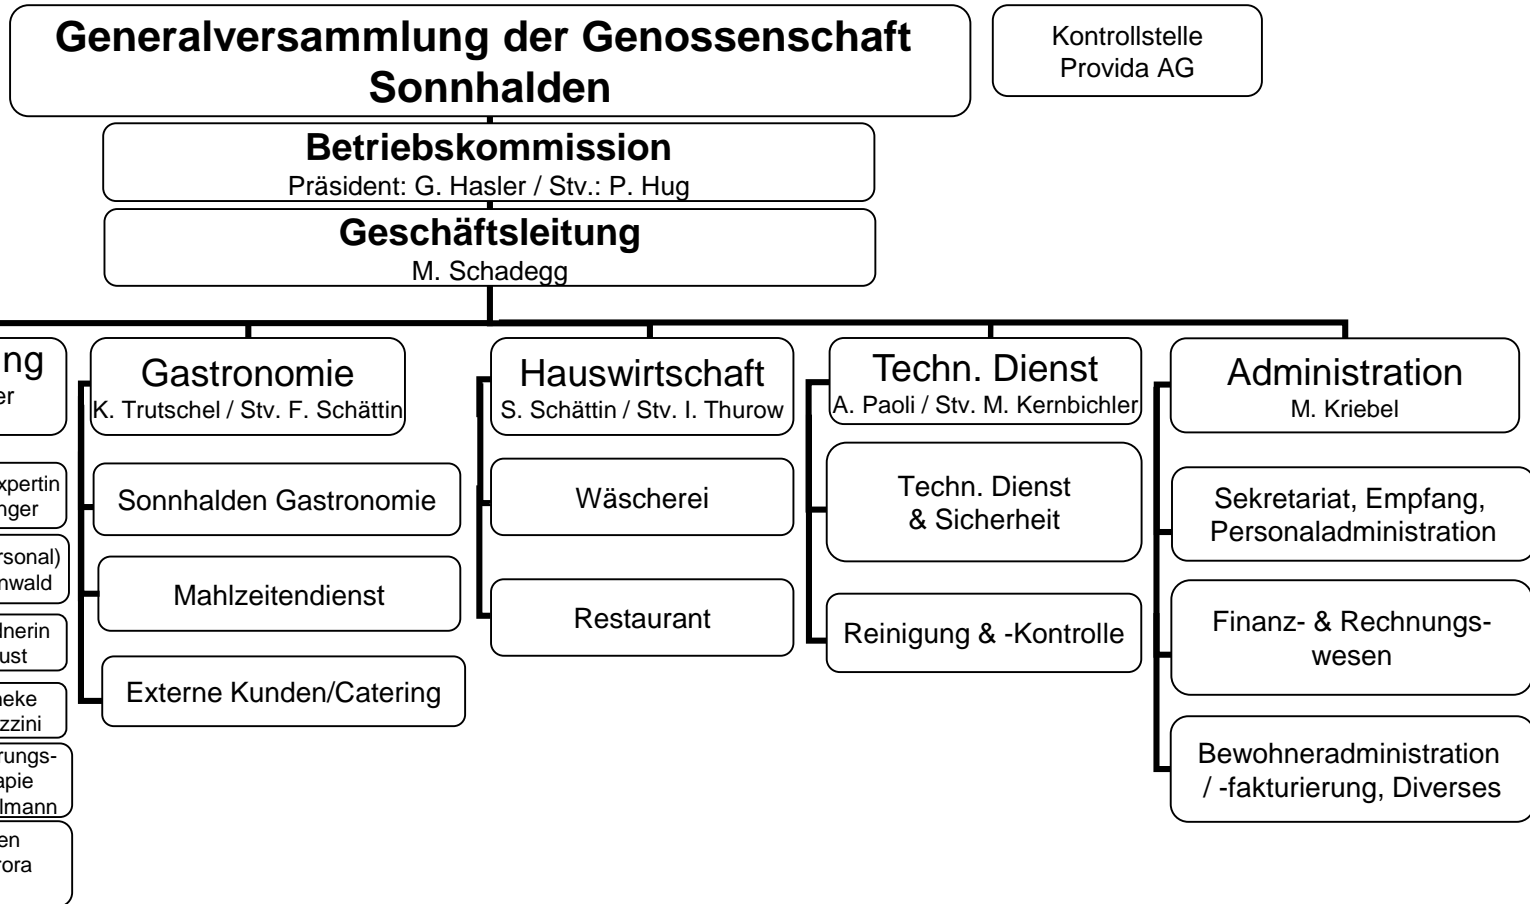 Generalversammlung der Genossenschaft
Sonnhalden
Kontrollstelle
Provida AG
Betriebskommission
Präsident: G. Hasler / Stv.: P. Hug
Geschäftsleitung
M. Schadegg
Gastronomie
K. Trutschel / Stv. F. Schättin
Sonnhalden Gastronomie
Mahlzeitendienst
Externe Kunden/Catering
Hauswirtschaft
S. Schättin / Stv. I. Thurow
Wäscherei
Restaurant
Techn. Dienst
A. Paoli / Stv. M. Kernbichler
Techn. Dienst
& Sicherheit
Reinigung & -Kontrolle
Administration
M. Kriebel
Sekretariat, Empfang,
Personaladministration
Finanz- & Rechnungs-
wesen
Bewohneradministration
/ -fakturierung, Diverses